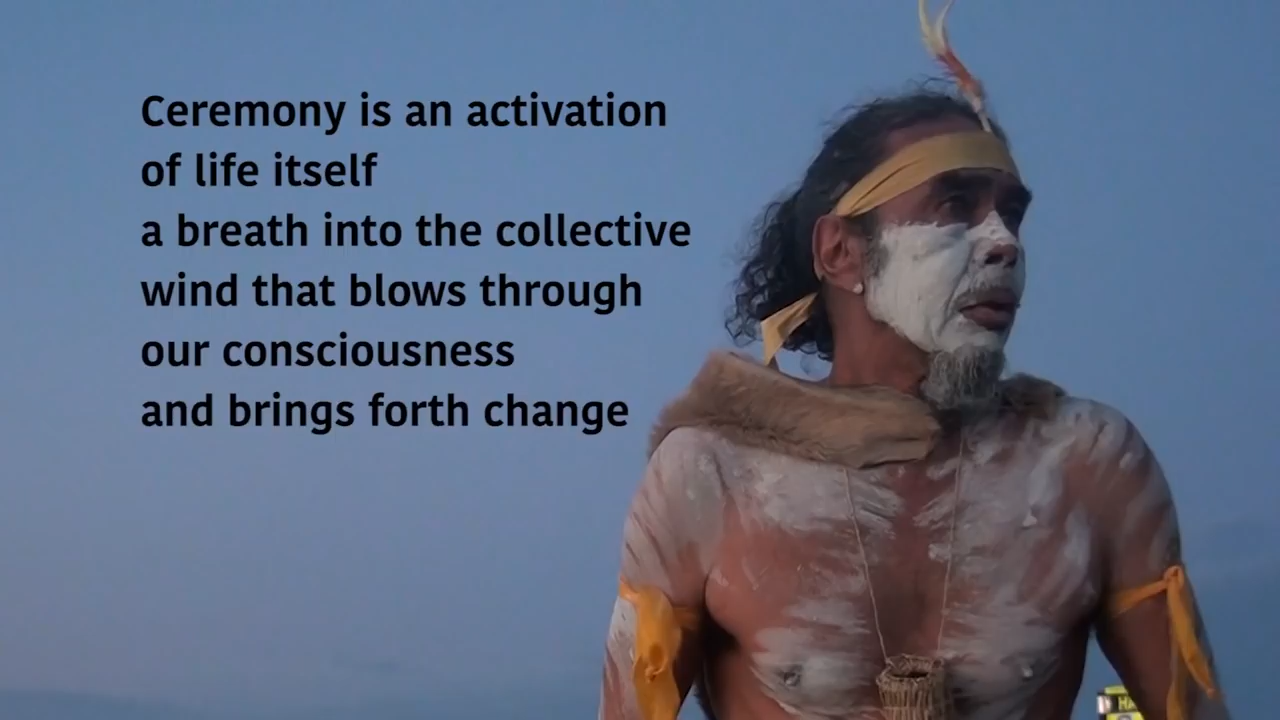 Ceremony is an activation
of life itself
a breath into the collective
wind that blows through
our consciousness
and brings forth change
HA